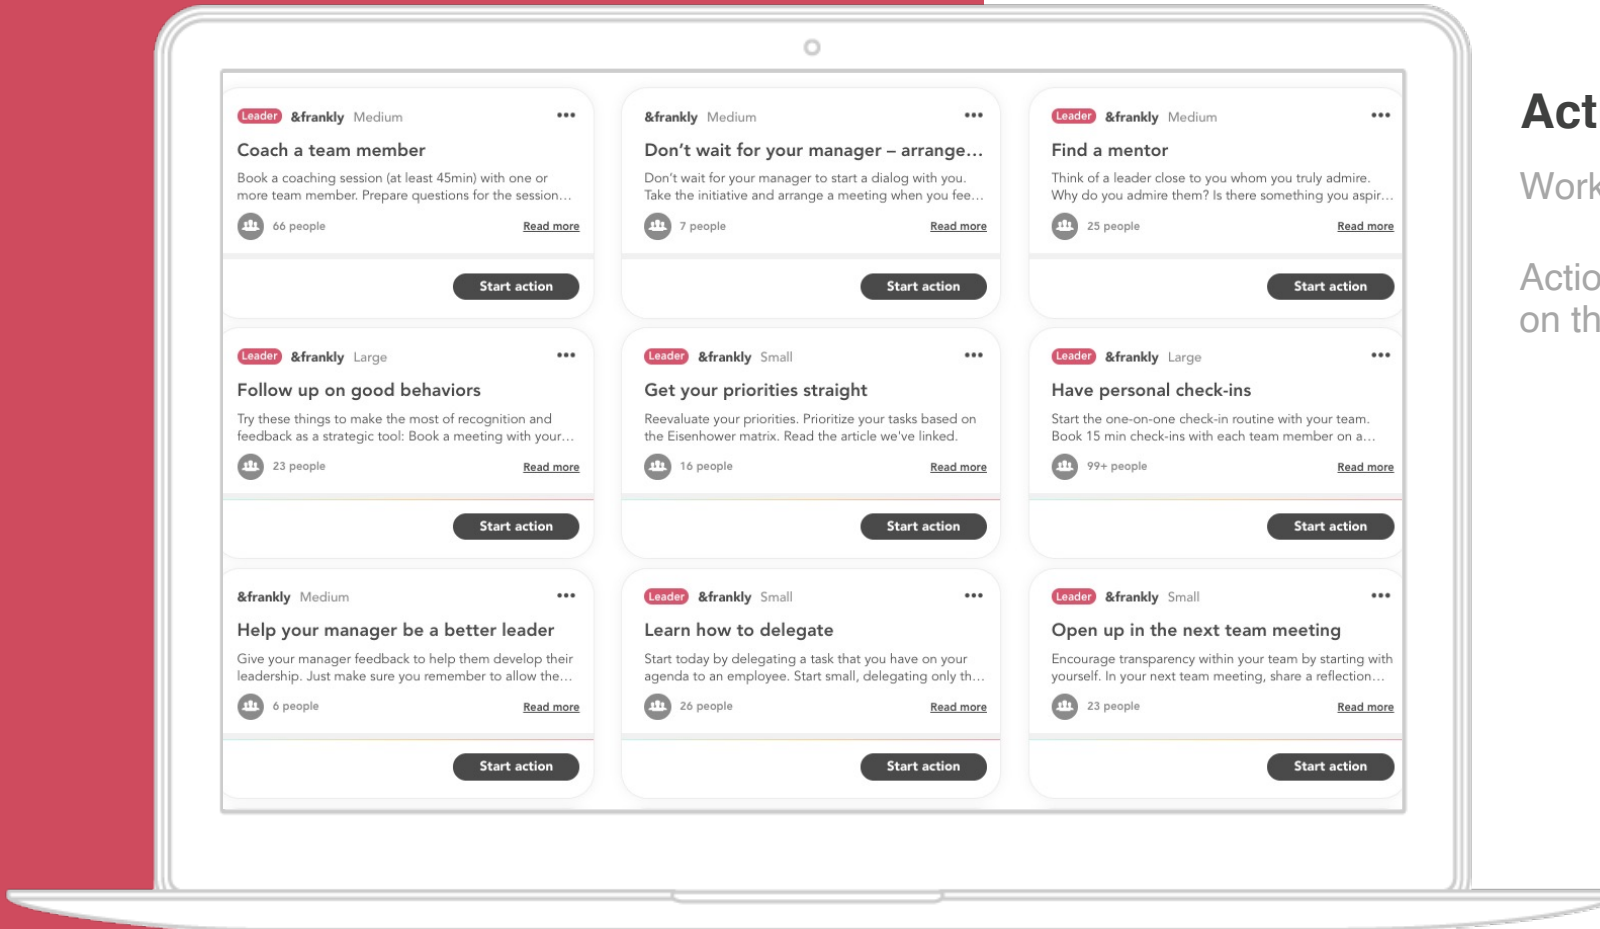 Leader &frankly Medium
Coach a team member
Book a coaching session (at least 45min) with one or
more team member. Prepare questions for the session...
66 people Read more
Start action
&frankly Medium
Don't wait for your manager – arrange...
Don't wait for your manager to start a dialog with you.
Take the initiative and arrange a meeting when you fee...
7 people Read more
Start action
Leader &frankly Medium
Find a mentor
Think of a leader close to you whom you truly admire.
Why do you admire them? Is there something you aspir...
25 people Read more
Start action
Leader &frankly Large
Follow up on good behaviors
Try these things to make the most of recognition and
feedback as a strategic tool: Book a meeting with your...
23 people Read more
Start action
Leader &frankly Small
Get your priorities straight
Reevaluate your priorities. Prioritize your tasks based on
the Eisenhower matrix. Read the article we've linked.
16 people Read more
Start action
Leader &frankly Large
Have personal check-ins
Start the one-on-one check-in routine with your team.
Book 15 min check-ins with each team member on a...
99+ people Read more
Start action
&frankly Medium
Help your manager be a better leader
Give your manager feedback to help them develop their
leadership. Just make sure you remember to allow the...
6 people Read more
Start action
Leader &frankly Small
Learn how to delegate
Start today by delegating a task that you have on your
agenda to an employee. Start small, delegating only th...
26 people Read more
Start action
Leader &frankly Small
Open up in the next team meeting
Encourage transparency within your team by starting with
yourself. In your next team meeting, share a reflection...
23 people Read more
Start action
Act
Work
Actio
on th